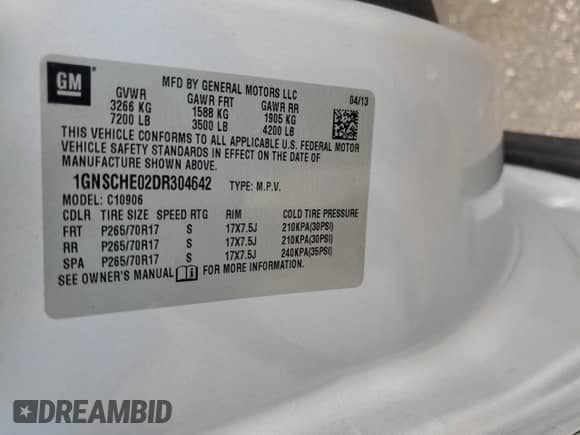 GM
MFD BY GENERAL MOTORS LLC
04/13
GVWR GAWR FRT GAWR RR
3266 KG 1588 KG 1905 KG
7200 LB 3500 LB 4200 LB
THIS VEHICLE CONFORMS TO ALL APPLICABLE U.S. FEDERAL MOTOR
VEHICLE SAFETY STANDARDS IN EFFECT ON THE DATE OF
MANUFACTURE SHOWN ABOVE.
1GNSCHE02DR304642 TYPE: M.P.V.
MODEL: C10906
CDLR TIRE SIZE SPEED RTG RIM COLD TIRE PRESSURE
FRT P265/70R17 S 17X7.5J 210KPA(30PSI)
RR P265/70R17 S 17X7.5J 210KPA(30PSI)
SPA P265/70R17 S 17X7.5J 240KPA(35PSI)
SEE OWNER'S MANUAL i FOR MORE INFORMATION
DREAMBID